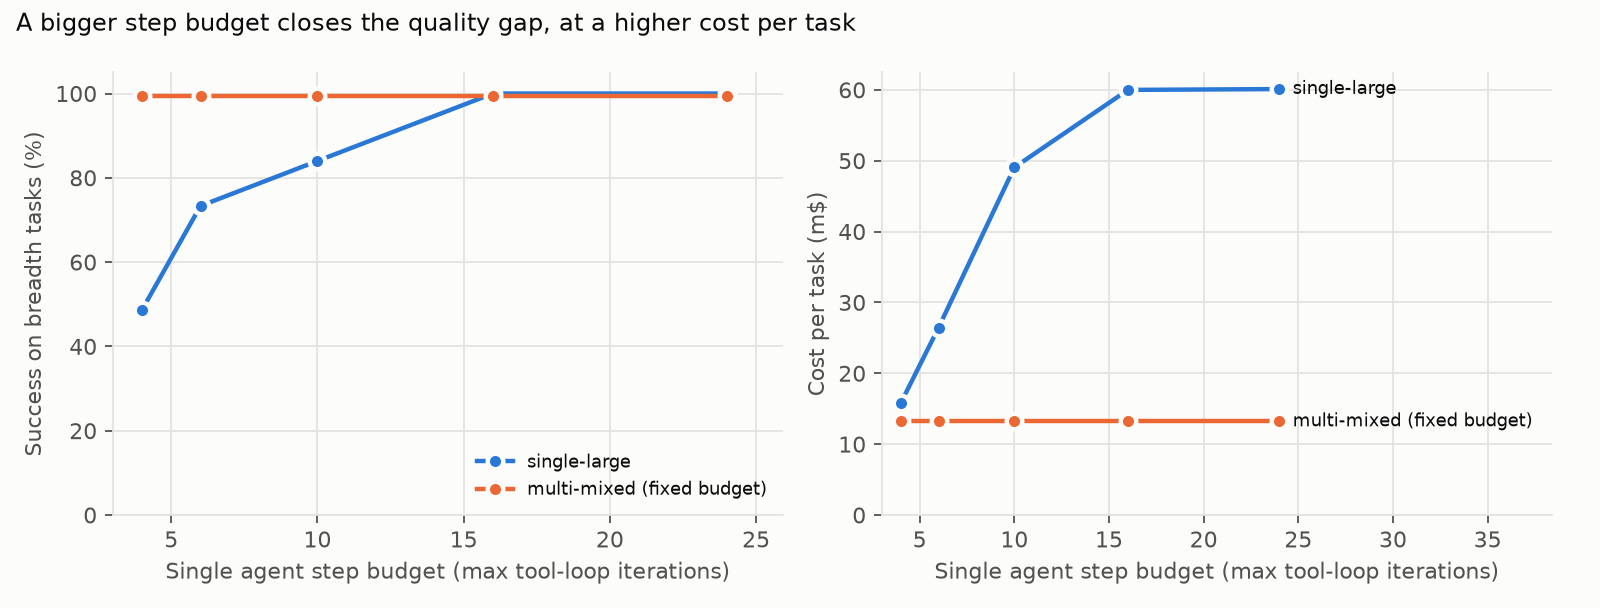 A bigger step budget closes the quality gap, at a higher cost per task
Success on breadth tasks (%)
100
80
60
40
20
0
5 10 15 20 25
Single agent step budget (max tool-loop iterations)
single-large
multi-mixed (fixed budget)
Cost per task (m$)
60
50
40
30
20
10
0
5 10 15 20 25 30 35
Single agent step budget (max tool-loop iterations)
single-large
multi-mixed (fixed budget)